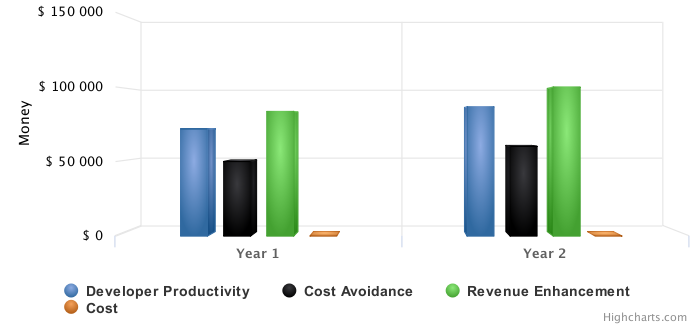 $ 150 000
$ 100 000
$ 50 000
$ 0
Money
Year 1
Year 2
Developer Productivity
Cost Avoidance
Revenue Enhancement
Cost
Highcharts.com